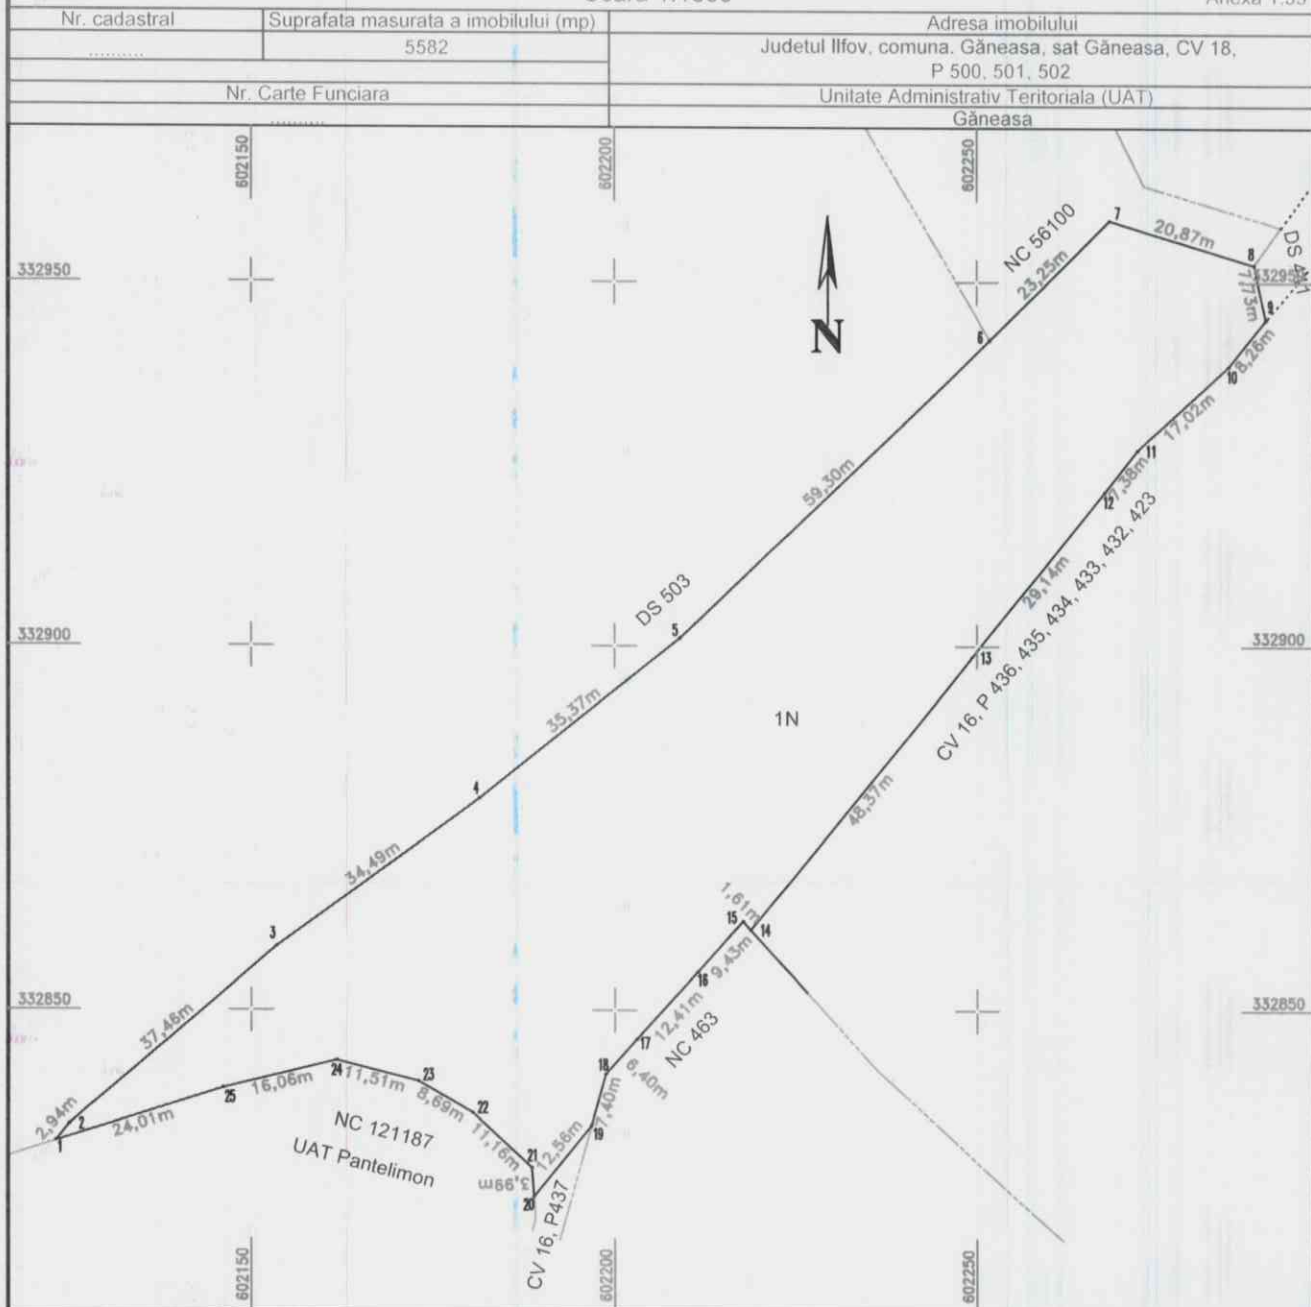 Nr. cadastral
Suprafata masurata a imobilului (mp)
Adresa imobilului
..........
5582
Judetul Ilfov, comuna. Găneasa, sat Găneasa, CV 18,
P 500, 501, 502
Nr. Carte Funciara
Unitate Administrativ Teritoriala (UAT)
..........
Găneasa
602150
602200
602250
7
20,87m
NC 56100
8
DS
332950
23,25m
9
N
6
8,26m
10
17,02m
11
7,38m
12
59,30m
CV 16, P 436, 435, 434, 433, 432, 423
29,14m
DS 503
5
332900
332900
13
35,37m
1N
4
48,37m
34,49m
1,61m
15
14
3
9,43m
16
332850
332850
37,46m
12,41m
17
NC 463
18
6,40m
24
11,51m
23
16,06m
25
8,69m
22
7,40m
2,94m
2
24,01m
1
NC 121187
11,16m
12,56m
19
UAT Pantelimon
21
3,99m
20
CV 16, P437
602150
602200
602250